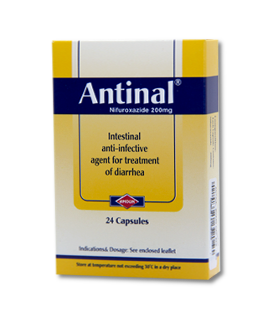 Antinal®
Nifuroxazide 200mg
Intestinal
anti-infective
agent for treatment
of diarrhea
AMOUN
24 Capsules
Indications& Dosage: See enclosed leaflet
Store at temperature not exceeding 30°C in a dry place